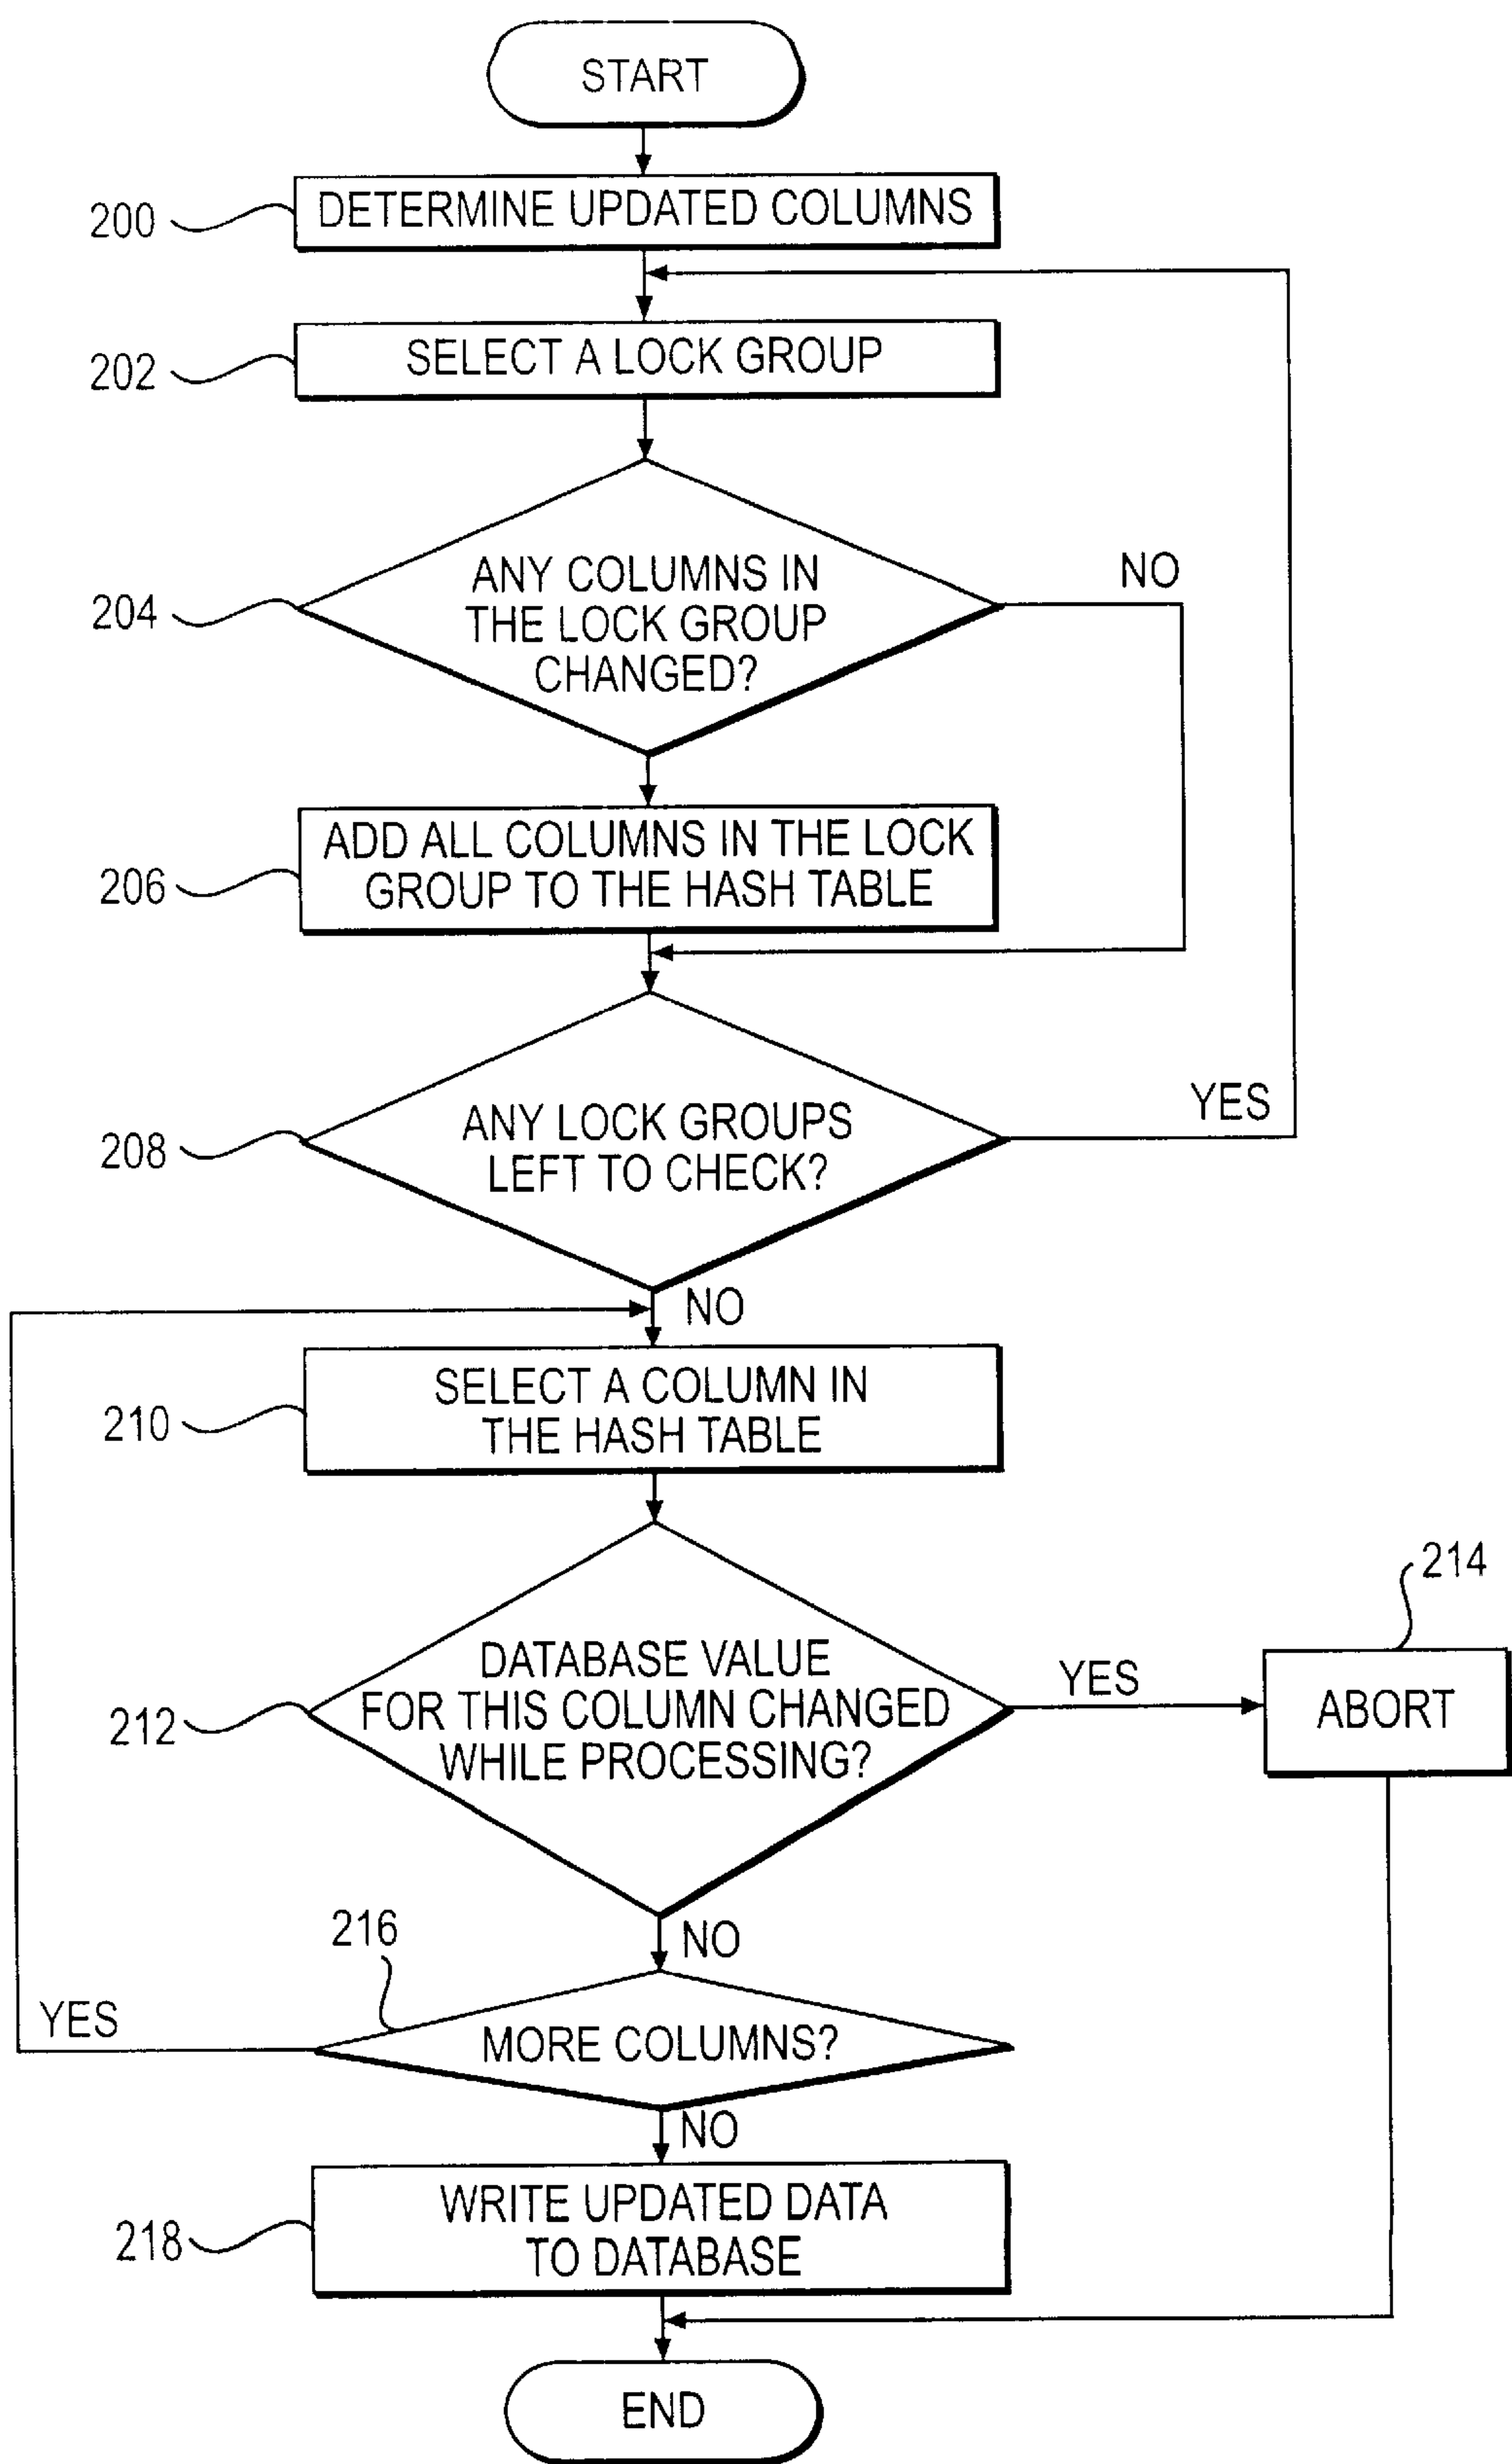 START
200
DETERMINE UPDATED COLUMNS
202
SELECT A LOCK GROUP
204
ANY COLUMNS IN
THE LOCK GROUP
CHANGED?
NO
206
ADD ALL COLUMNS IN THE LOCK
GROUP TO THE HASH TABLE
208
ANY LOCK GROUPS
LEFT TO CHECK?
YES
NO
210
SELECT A COLUMN IN
THE HASH TABLE
212
DATABASE VALUE
FOR THIS COLUMN CHANGED
WHILE PROCESSING?
YES
214
ABORT
NO
216
MORE COLUMNS?
YES
NO
218
WRITE UPDATED DATA
TO DATABASE
END